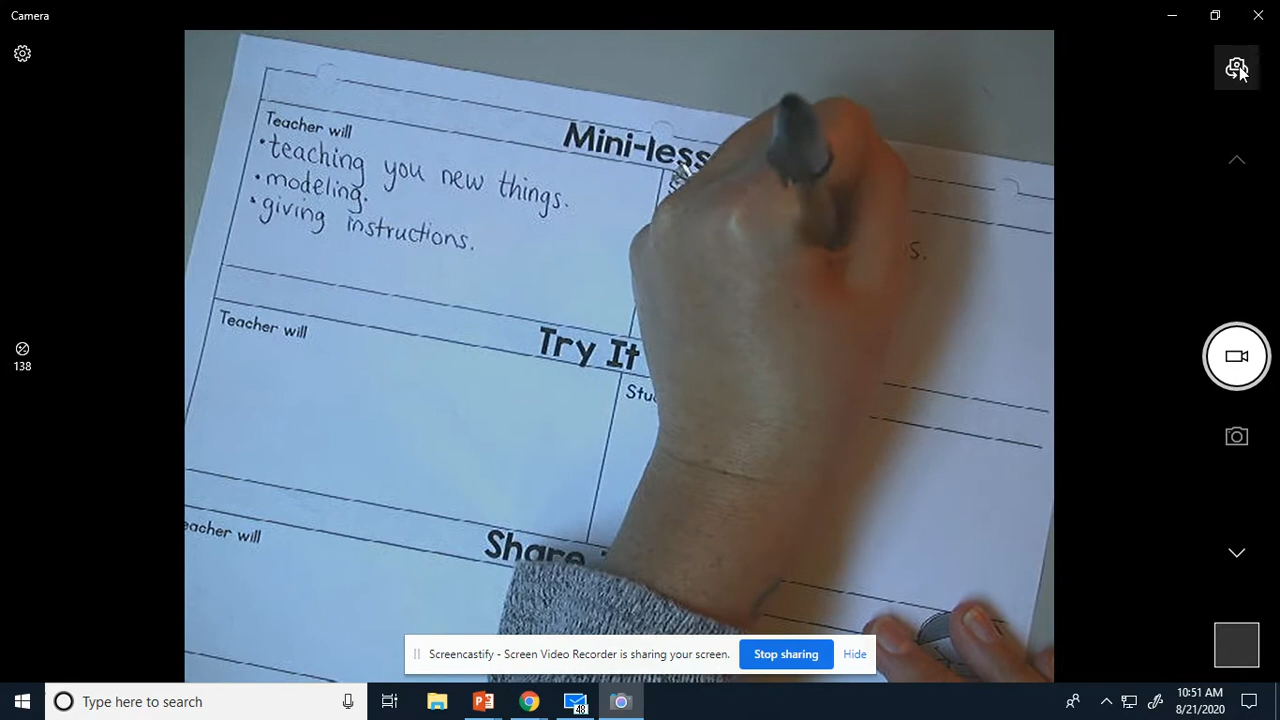 Camera
Mini-less
Teacher will
•teaching you new things.
•modeling.
•giving instructions.
s.
138
Try It
Teacher will
Stu
Share
eacher will
Screencastify - Screen Video Recorder is sharing your screen.
Stop sharing
Hide
Type here to search
48
10:51 AM
8/21/2020